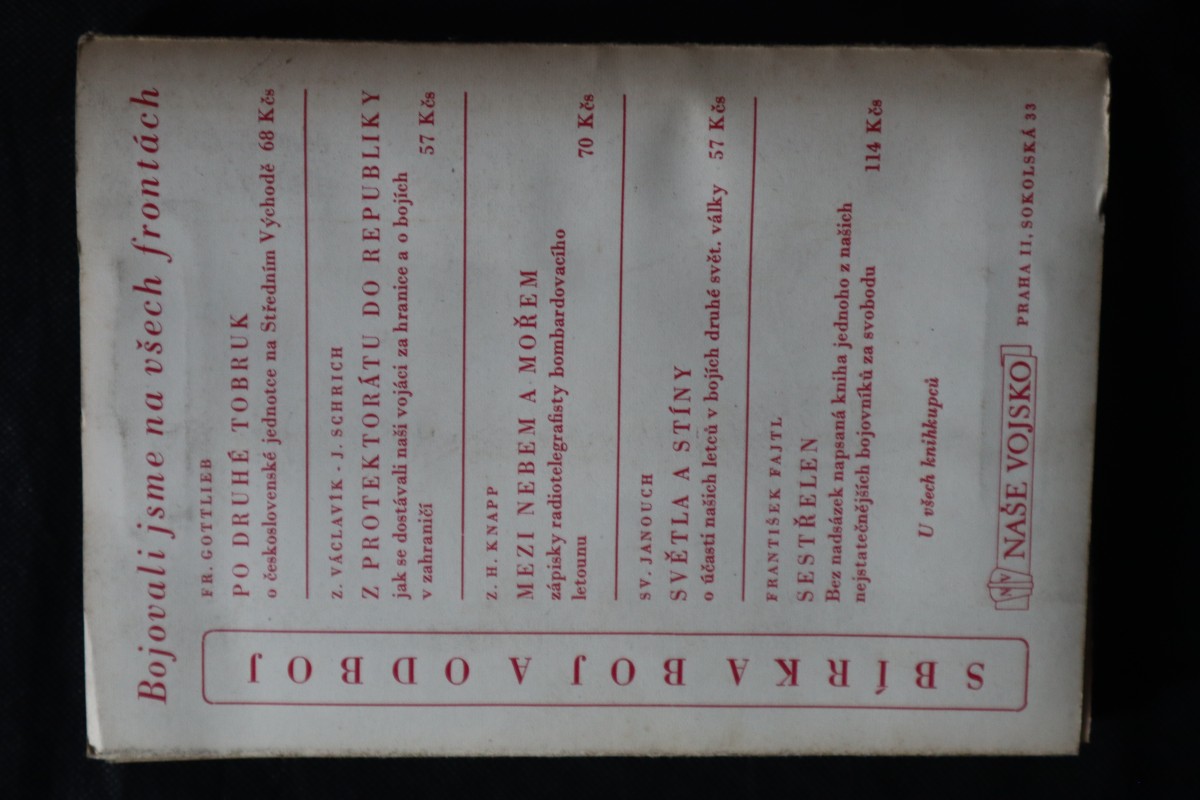 Bojovali jsme na všech frontách
SBÍRKA BOJ A ODBOJ
FR. GOTTLIEB
PO DRUHÉ TOBRUK
o československé jednotce na Středním Východě 68 Kčs
Z. VÁCLAVÍK - J. SCHRICH
Z PROTEKTORÁTU DO REPUBLIKY
jak se dostávali naši vojáci za hranice a o bojích
v zahraničí 57 Kčs
Z. H. KNAPP
MEZI NEBEM A MOŘEM
zápisky radiotelegrafisty bombardovacího
letounu 70 Kčs
SV. JANOUCH
SVĚTLA A STÍNY
o účasti našich letců v bojích druhé svět. války 57 Kčs
FRANTIŠEK FAJTL
SESTŘELEN
Bez nadsázek napsaná kniha jednoho z našich
nejstatečnějších bojovníků za svobodu 114 Kčs
U všech knihkupců
NV NAŠE VOJSKO PRAHA II, SOKOLSKÁ 33